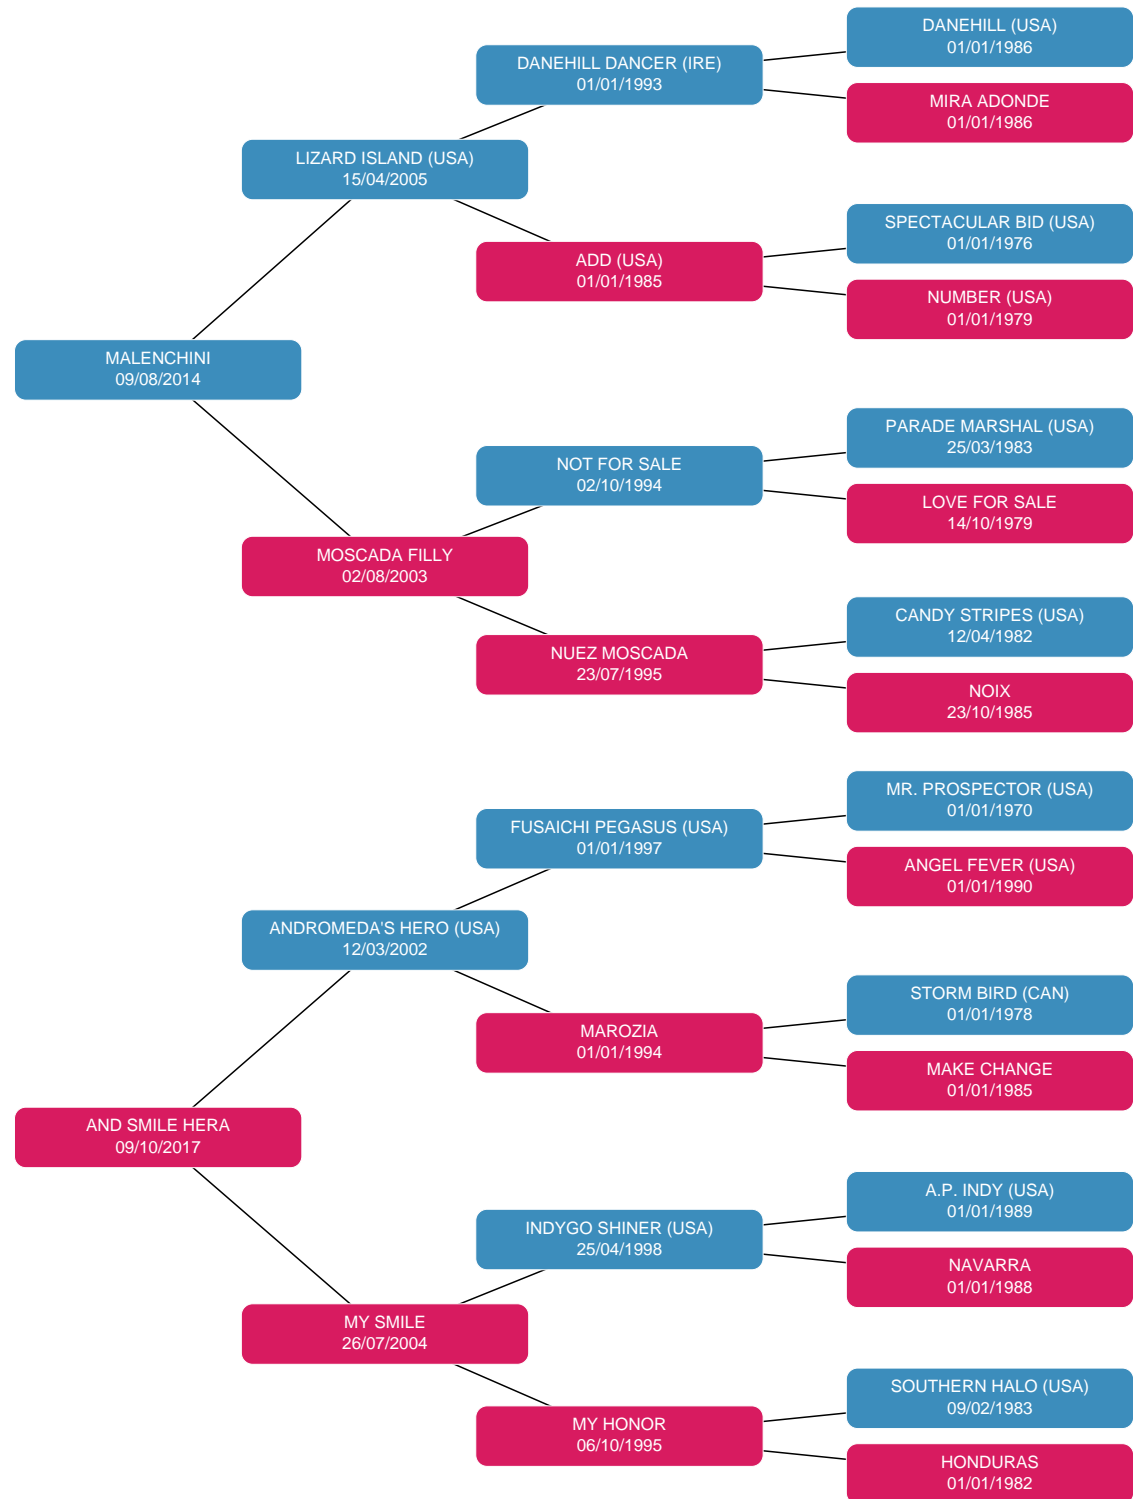 DANEHILL (USA)
01/01/1986
DANEHILL DANCER (IRE)
01/01/1993
MIRA ADONDE
01/01/1986
LIZARD ISLAND (USA)
15/04/2005
SPECTACULAR BID (USA)
01/01/1976
ADD (USA)
01/01/1985
NUMBER (USA)
01/01/1979
MALENCHINI
09/08/2014
PARADE MARSHAL (USA)
25/03/1983
NOT FOR SALE
02/10/1994
LOVE FOR SALE
14/10/1979
MOSCADA FILLY
02/08/2003
CANDY STRIPES (USA)
12/04/1982
NUEZ MOSCADA
23/07/1995
NOIX
23/10/1985
MR. PROSPECTOR (USA)
01/01/1970
FUSAICHI PEGASUS (USA)
01/01/1997
ANGEL FEVER (USA)
01/01/1990
ANDROMEDA'S HERO (USA)
12/03/2002
STORM BIRD (CAN)
01/01/1978
MAROZIA
01/01/1994
MAKE CHANGE
01/01/1985
AND SMILE HERA
09/10/2017
A.P. INDY (USA)
01/01/1989
INDYGO SHINER (USA)
25/04/1998
NAVARRA
01/01/1988
MY SMILE
26/07/2004
SOUTHERN HALO (USA)
09/02/1983
MY HONOR
06/10/1995
HONDURAS
01/01/1982